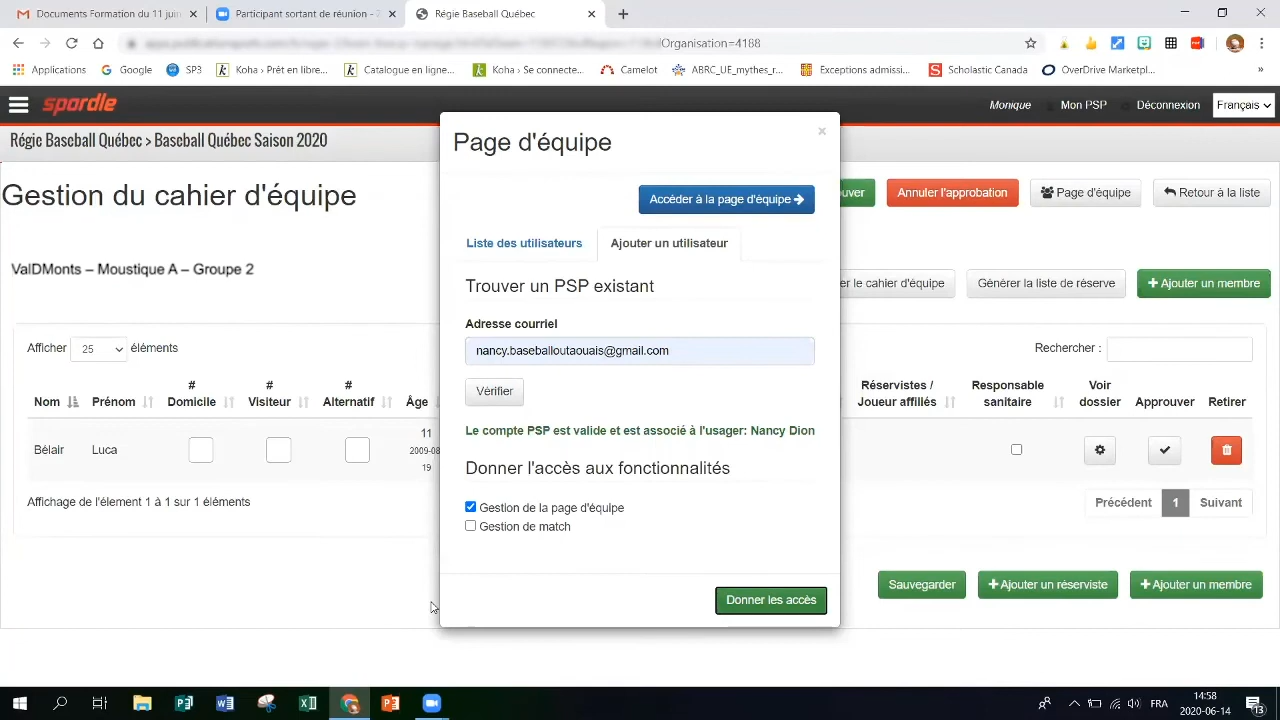 Documents Formation du 11 juin
Participant sortant de réunion - Z
Régie Baseball Québec
Organisation=4188
Applications
Google
SP3
Koha › Prêt en libre...
Catalogue en ligne...
Koha › Se connecte...
Camelot
ABRC_UE_mythes_r...
Exceptions admissi...
Scholastic Canada
OverDrive Marketpl...
»
spordle
Monique
Mon PSP
Déconnexion
Français
Régie Baseball Québec > Baseball Québec Saison 2020
Gestion du cahier d'équipe
Annuler l'approbation
Page d'équipe
Retour à la liste
ValDMonts – Moustique A – Groupe 2
er le cahier d'équipe
Générer la liste de réserve
Ajouter un membre
Afficher 25 éléments
Rechercher :
Nom
Prénom
# Domicile
# Visiteur
# Alternatif
Âge
Réservistes / Joueur affiliés
Responsable sanitaire
Voir dossier
Approuver
Retirer
Bélair
Luca
11
2009-08
19
Affichage de l'élement 1 à 1 sur 1 éléments
Précédent
1
Suivant
Sauvegarder
Ajouter un réserviste
Ajouter un membre
Page d'équipe
×
Accéder à la page d'équipe
Liste des utilisateurs
Ajouter un utilisateur
Trouver un PSP existant
Adresse courriel
nancy.baseballoutaouais@gmail.com
Vérifier
Le compte PSP est valide et est associé à l'usager: Nancy Dion
Donner l'accès aux fonctionnalités
Gestion de la page d'équipe
Gestion de match
Donner les accès
FRA
14:58
2020-06-14
13